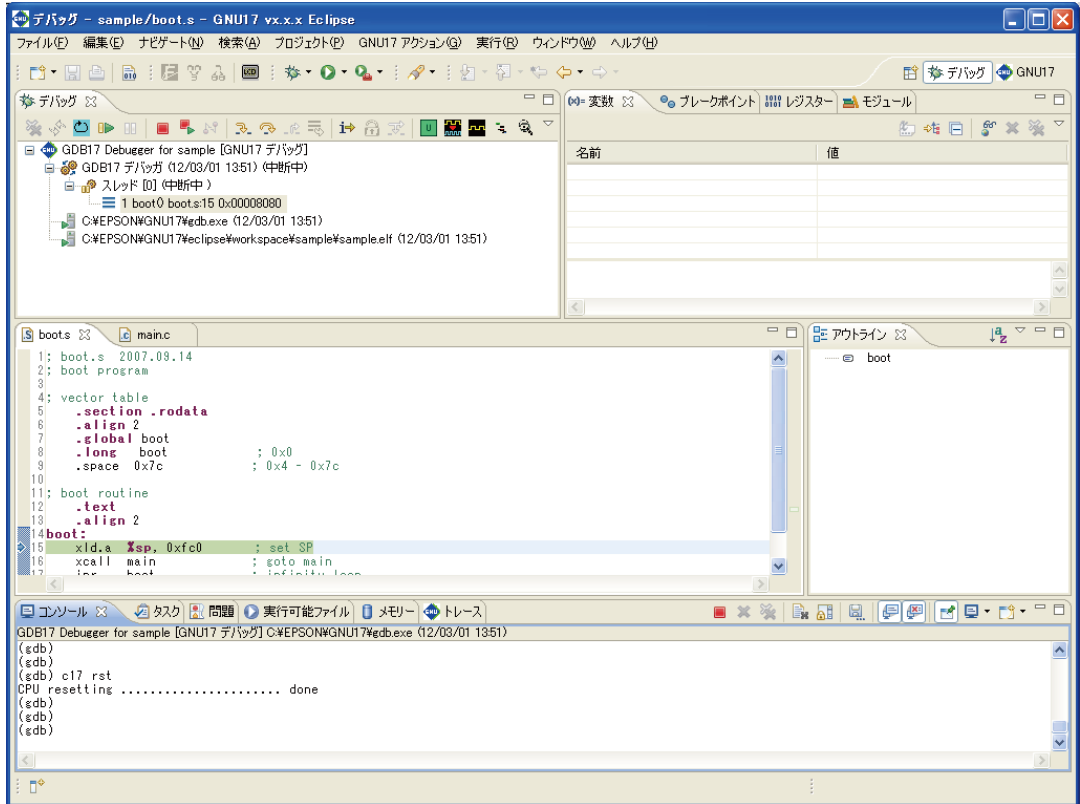 デバッグ - sample/boot.s - GNU17 vx.x.x Eclipse
ファイル(F) 編集(E) ナビゲート(N) 検索(A) プロジェクト(P) GNU17 アクション(G) 実行(R) ウィンドウ(W) ヘルプ(H)
デバッグ GNU17
デバッグ
GDB17 Debugger for sample [GNU17 デバッグ]
GDB17 デバッガ (12/03/01 13:51) (中断中)
スレッド [0] (中断中 )
1 boot() boot.s:15 0x00008080
C:¥EPSON¥GNU17¥gdb.exe (12/03/01 13:51)
C:¥EPSON¥GNU17¥eclipse¥workspace¥sample¥sample.elf (12/03/01 13:51)
(x)= 変数 ブレークポイント レジスター モジュール
名前 値
boot.s main.c
1; boot.s 2007.09.14
2; boot program
3
4; vector table
5 .section .rodata
6 .align 2
7 .global boot
8 .long boot ; 0x0
9 .space 0x7c ; 0x4 - 0x7c
10
11; boot routine
12 .text
13 .align 2
14boot:
15 xld.a %sp, 0xfc0 ; set SP
16 xcall main ; goto main
17 jpr boot ; infinity loop
アウトライン
boot
コンソール タスク 問題 実行可能ファイル メモリー トレース
GDB17 Debugger for sample [GNU17 デバッグ] C:¥EPSON¥GNU17¥gdb.exe (12/03/01 13:51)
(gdb)
(gdb)
(gdb) c17 rst
CPU resetting ...................... done
(gdb)
(gdb)
(gdb)